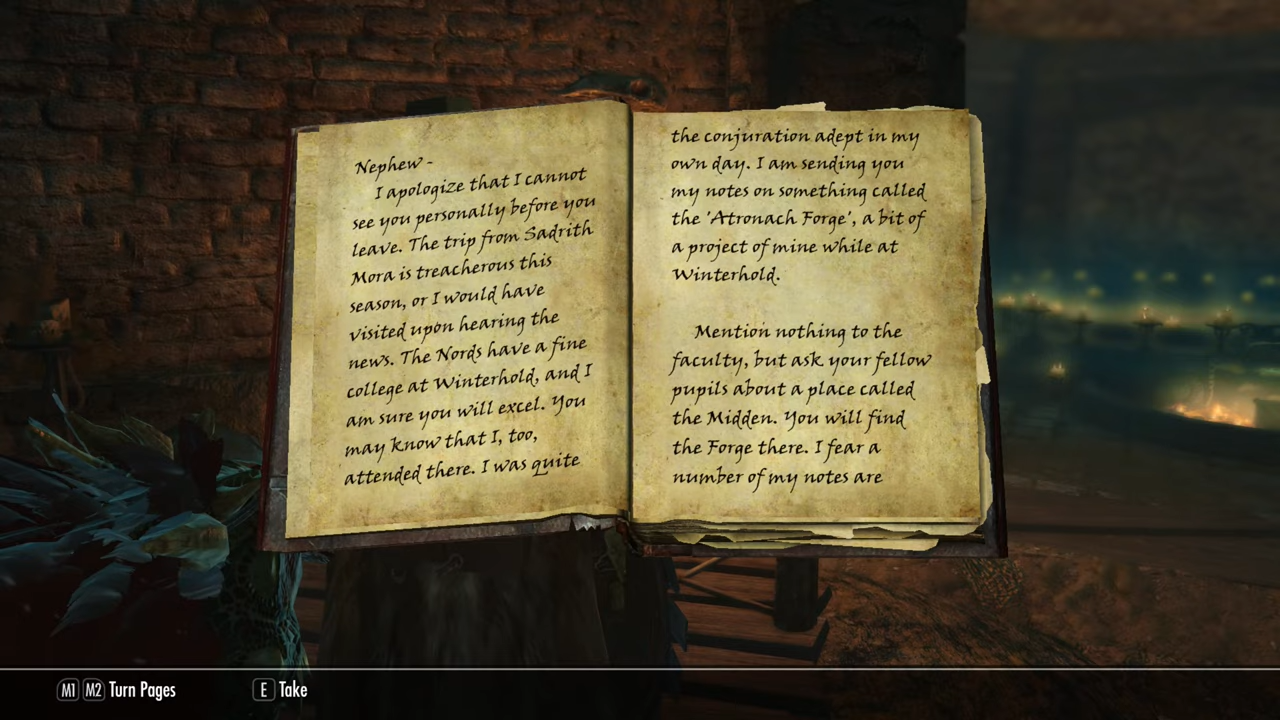 Nephew -
I apologize that I cannot
see you personally before you
leave. The trip from Sadrith
Mora is treacherous this
season, or I would have
visited upon hearing the
news. The Nords have a fine
college at Winterhold, and I
am sure you will excel. You
may know that I, too,
attended there. I was quite
the conjuration adept in my
own day. I am sending you
my notes on something called
the 'Atronach Forge', a bit of
a project of mine while at
Winterhold.
Mention nothing to the
faculty, but ask your fellow
pupils about a place called
the Midden. You will find
the Forge there. I fear a
number of my notes are
M1 M2 Turn Pages
E Take